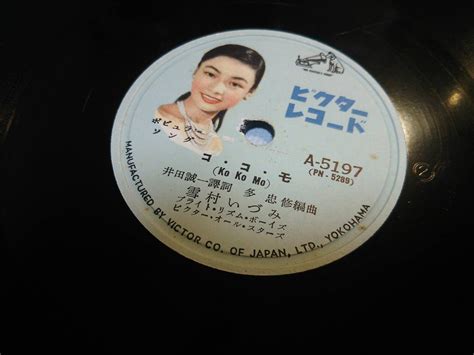 ビクター
レコード
ポピュラー
ソング
コ・コ・モ
(Ko Ko Mo)
A-5197
(PN-5289)
井田誠一譯詞 多 忠修編曲
雪村いづみ
ブライト・リズム・ボーイズ
ビクター・オール・スターズ
MANUFACTURED BY VICTOR CO. OF JAPAN, LTD., YOKOHAMA